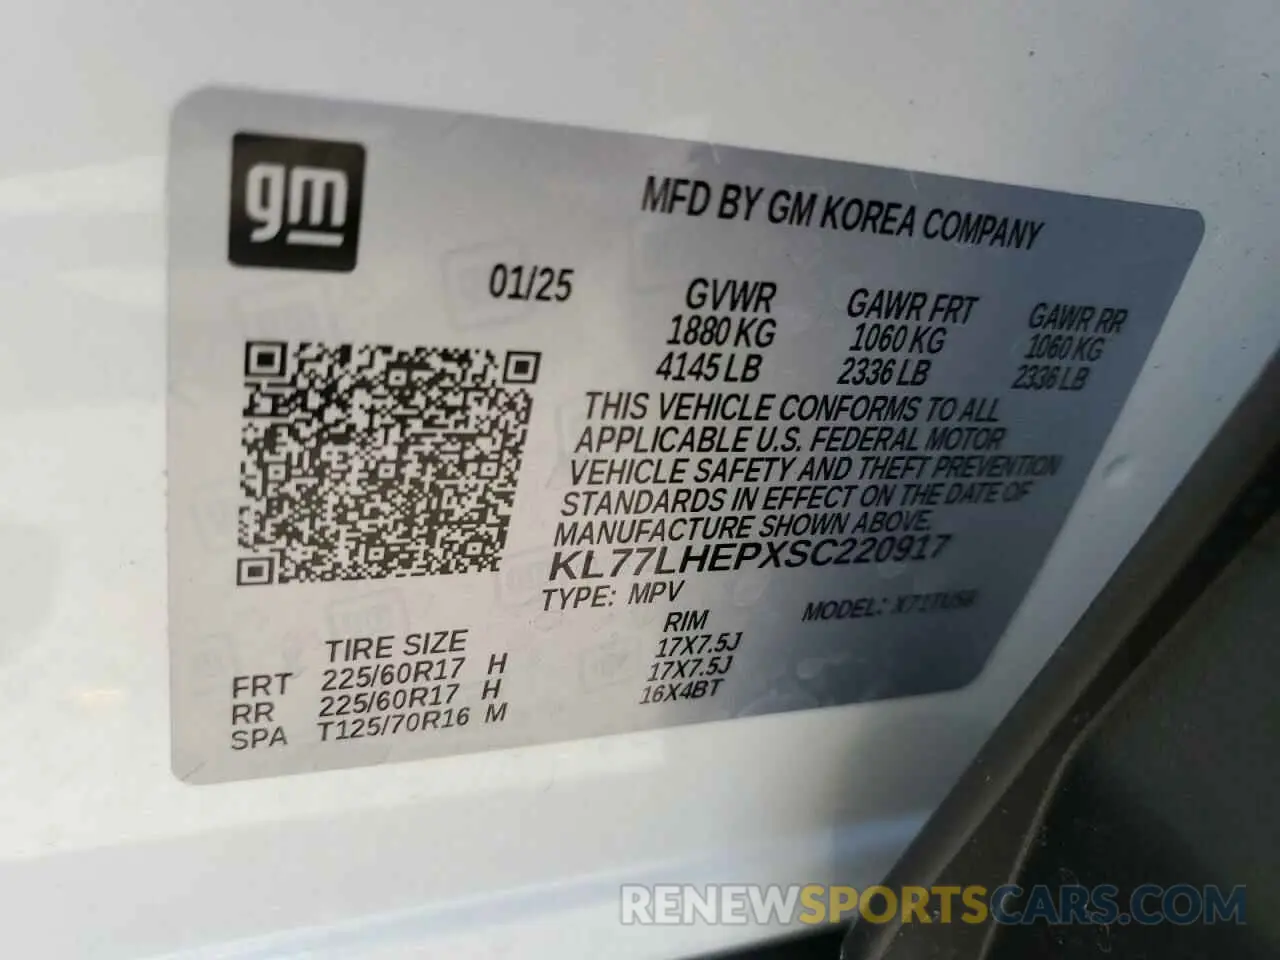 gm
MFD BY GM KOREA COMPANY
01/25
GVWR GAWR FRT GAWR RR
1880 KG 1060 KG 1060 KG
4145 LB 2336 LB 2336 LB
THIS VEHICLE CONFORMS TO ALL
APPLICABLE U.S. FEDERAL MOTOR
VEHICLE SAFETY AND THEFT PREVENTION
STANDARDS IN EFFECT ON THE DATE OF
MANUFACTURE SHOWN ABOVE.
KL77LHEPXSC220917
TYPE: MPV MODEL:
TIRE SIZE RIM
FRT 225/60R17 H 17X7.5J
RR 225/60R17 H 17X7.5J
SPA T125/70R16 M 16X4BT
RENEWSPORTSCARS.COM